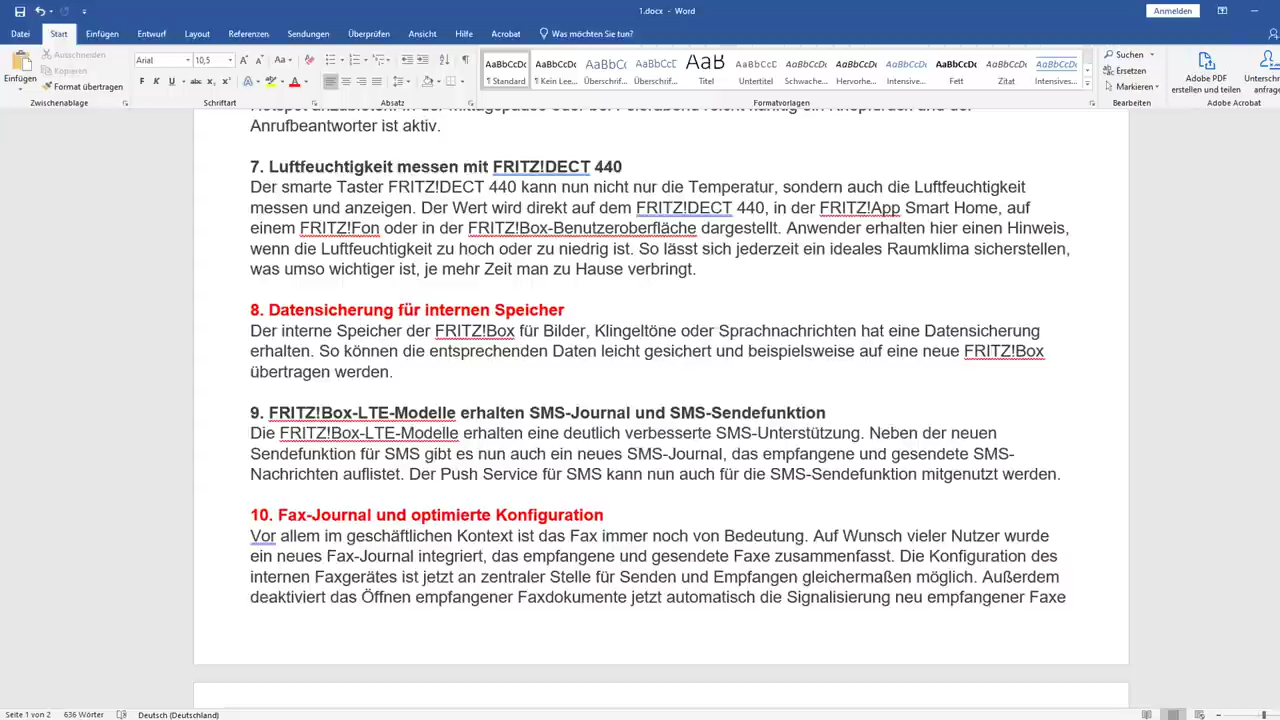 1.docx - Word
Anmelden
Datei Start Einfügen Entwurf Layout Referenzen Sendungen Überprüfen Ansicht Hilfe Acrobat Was möchten Sie tun?
Einfügen
Ausschneiden
Kopieren
Format übertragen
Zwischenablage
Arial 10,5
F K U abc x₂ x²
Schriftart
Absatz
AaBbCcDc AaBbCcDc AaBbCcD AaBbCcD AaB AaBbCcD AaBbCcDc AaBbCcDc AaBbCcDc AaBbCcDc AaBbCcDc AaBbCcDc
¶ Standard ¶ Kein Lee... Überschrif... Überschrif... Titel Untertitel Schwache... Hervorhe... Intensive... Fett Zitat Intensives...
Formatvorlagen
Suchen
Ersetzen
Markieren
Bearbeiten
Adobe PDF
erstellen und teilen
Unterschr
anfrage
Adobe Acrobat
Anrufbeantworter ist aktiv.
7. Luftfeuchtigkeit messen mit FRITZ!DECT 440
Der smarte Taster FRITZ!DECT 440 kann nun nicht nur die Temperatur, sondern auch die Luftfeuchtigkeit
messen und anzeigen. Der Wert wird direkt auf dem FRITZ!DECT 440, in der FRITZ!App Smart Home, auf
einem FRITZ!Fon oder in der FRITZ!Box-Benutzeroberfläche dargestellt. Anwender erhalten hier einen Hinweis,
wenn die Luftfeuchtigkeit zu hoch oder zu niedrig ist. So lässt sich jederzeit ein ideales Raumklima sicherstellen,
was umso wichtiger ist, je mehr Zeit man zu Hause verbringt.
8. Datensicherung für internen Speicher
Der interne Speicher der FRITZ!Box für Bilder, Klingeltöne oder Sprachnachrichten hat eine Datensicherung
erhalten. So können die entsprechenden Daten leicht gesichert und beispielsweise auf eine neue FRITZ!Box
übertragen werden.
9. FRITZ!Box-LTE-Modelle erhalten SMS-Journal und SMS-Sendefunktion
Die FRITZ!Box-LTE-Modelle erhalten eine deutlich verbesserte SMS-Unterstützung. Neben der neuen
Sendefunktion für SMS gibt es nun auch ein neues SMS-Journal, das empfangene und gesendete SMS-
Nachrichten auflistet. Der Push Service für SMS kann nun auch für die SMS-Sendefunktion mitgenutzt werden.
10. Fax-Journal und optimierte Konfiguration
Vor allem im geschäftlichen Kontext ist das Fax immer noch von Bedeutung. Auf Wunsch vieler Nutzer wurde
ein neues Fax-Journal integriert, das empfangene und gesendete Faxe zusammenfasst. Die Konfiguration des
internen Faxgerätes ist jetzt an zentraler Stelle für Senden und Empfangen gleichermaßen möglich. Außerdem
deaktiviert das Öffnen empfangener Faxdokumente jetzt automatisch die Signalisierung neu empfangener Faxe
Seite 1 von 2 636 Wörter Deutsch (Deutschland)